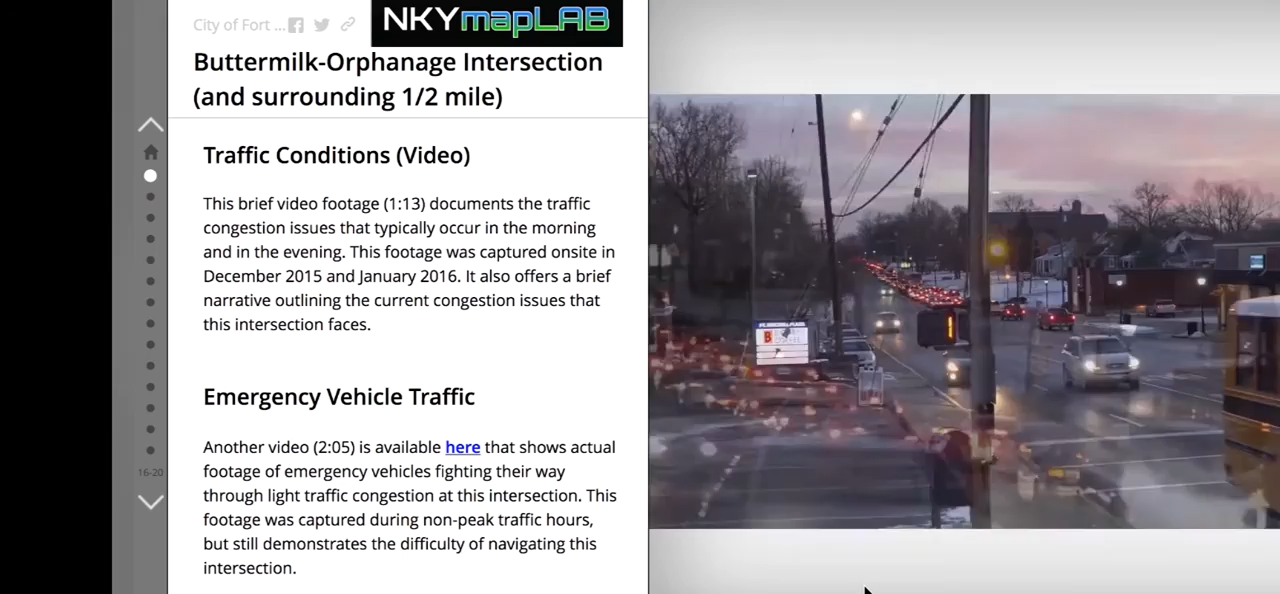 City of Fort ...
NKYmapLAB
Buttermilk-Orphanage Intersection
(and surrounding 1/2 mile)
Traffic Conditions (Video)
This brief video footage (1:13) documents the traffic
congestion issues that typically occur in the morning
and in the evening. This footage was captured onsite in
December 2015 and January 2016. It also offers a brief
narrative outlining the current congestion issues that
this intersection faces.
Emergency Vehicle Traffic
Another video (2:05) is available here that shows actual
footage of emergency vehicles fighting their way
through light traffic congestion at this intersection. This
footage was captured during non-peak traffic hours,
but still demonstrates the difficulty of navigating this
intersection.
16-20